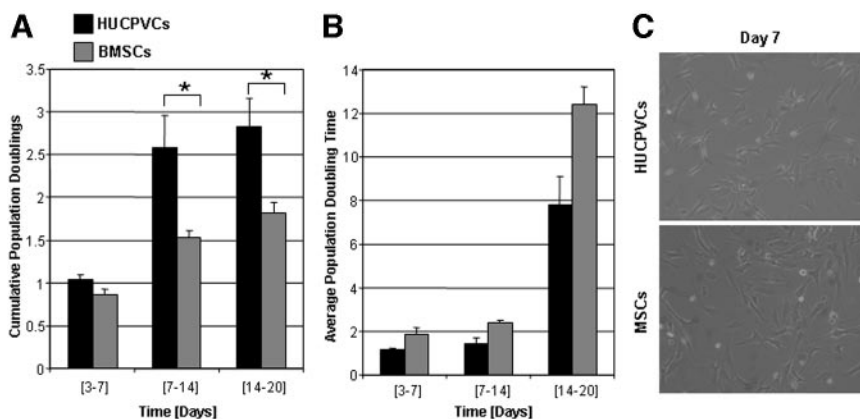 A
HUCPVCs
BMSCs
Cumulative Population Doublings
3.5
3
2.5
2
1.5
1
0.5
0
*
*
[3-7]
[7-14]
[14-20]
Time [Days]
B
Average Population Doubling Time
14
12
10
8
6
4
2
0
[3-7]
[7-14]
[14-20]
Time [Days]
C
Day 7
HUCPVCs
MSCs